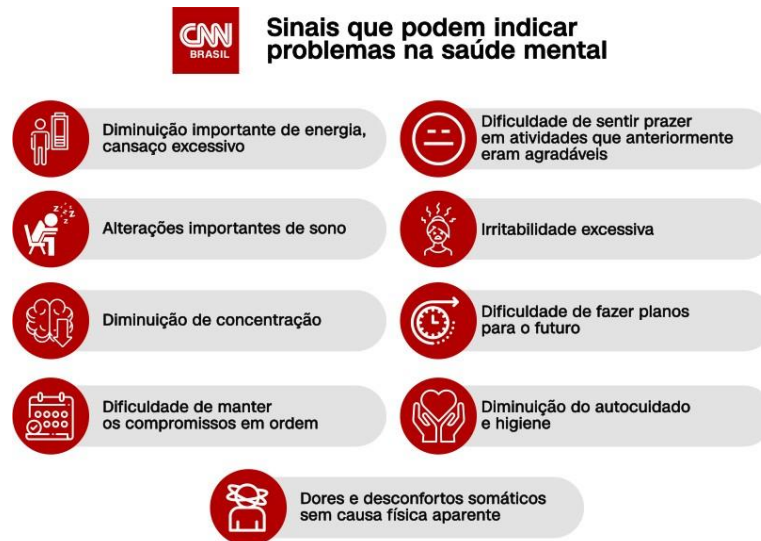 CNN
BRASIL
Sinais que podem indicar
problemas na saúde mental
Diminuição importante de energia,
cansaço excessivo
Dificuldade de sentir prazer
em atividades que anteriormente
eram agradáveis
Alterações importantes de sono
Irritabilidade excessiva
Diminuição de concentração
Dificuldade de fazer planos
para o futuro
Dificuldade de manter
os compromissos em ordem
Diminuição do autocuidado
e higiene
Dores e desconfortos somáticos
sem causa física aparente